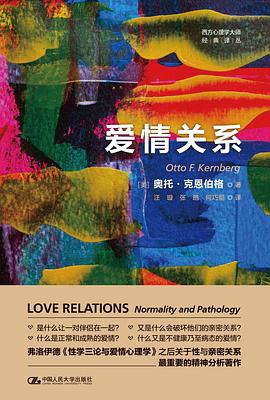 西方心理学大师
经典译丛
爱情关系
Otto F. Kernberg
[美] 奥托·克恩伯格 著
汪璇 张皓 何巧丽 译
LOVE RELATIONS Normality and Pathology
是什么让一对伴侣在一起? 又是什么会破坏他们的亲密关系?
什么是正常和成熟的爱情? 什么又是不健康乃至病态的爱情?
弗洛伊德《性学三论与爱情心理学》之后关于性与亲密关系
最重要的精神分析著作
中国人民大学出版社